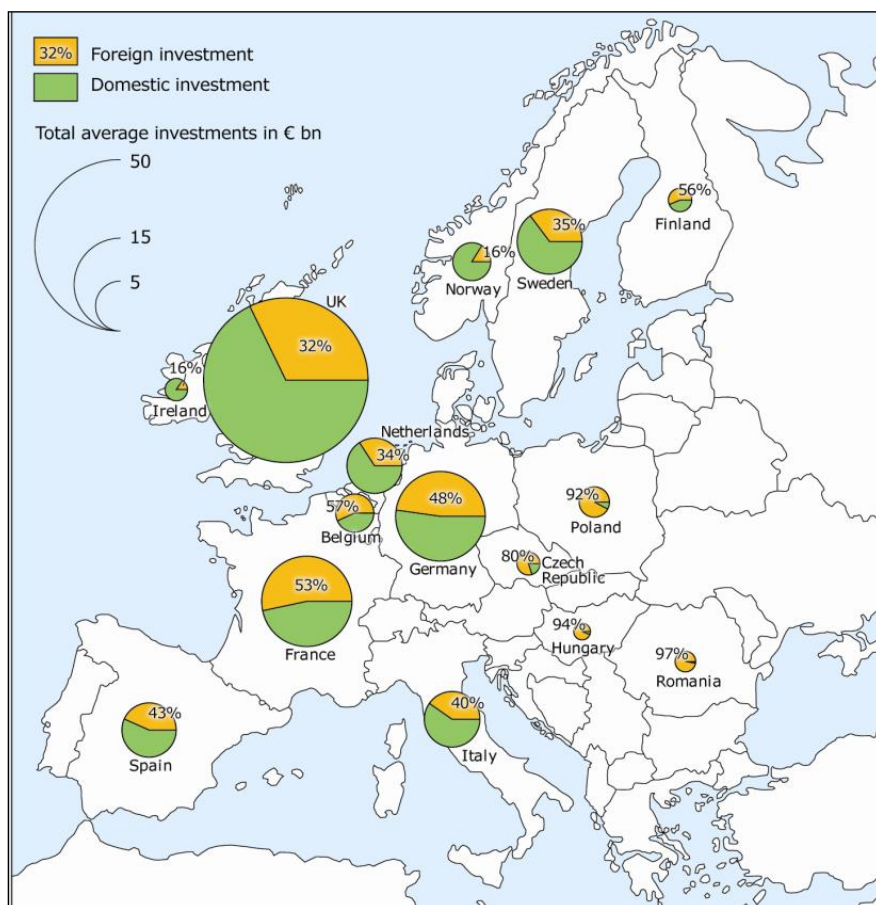 32% Foreign investment
Domestic investment
Total average investments in € bn
50
15
5
56%
Finland
35%
Sweden
16%
Norway
UK
32%
16%
Ireland
Netherlands
34%
57%
Belgium
48%
Germany
92%
Poland
80%
Czech
Republic
53%
France
94%
Hungary
97%
Romania
43%
Spain
40%
Italy